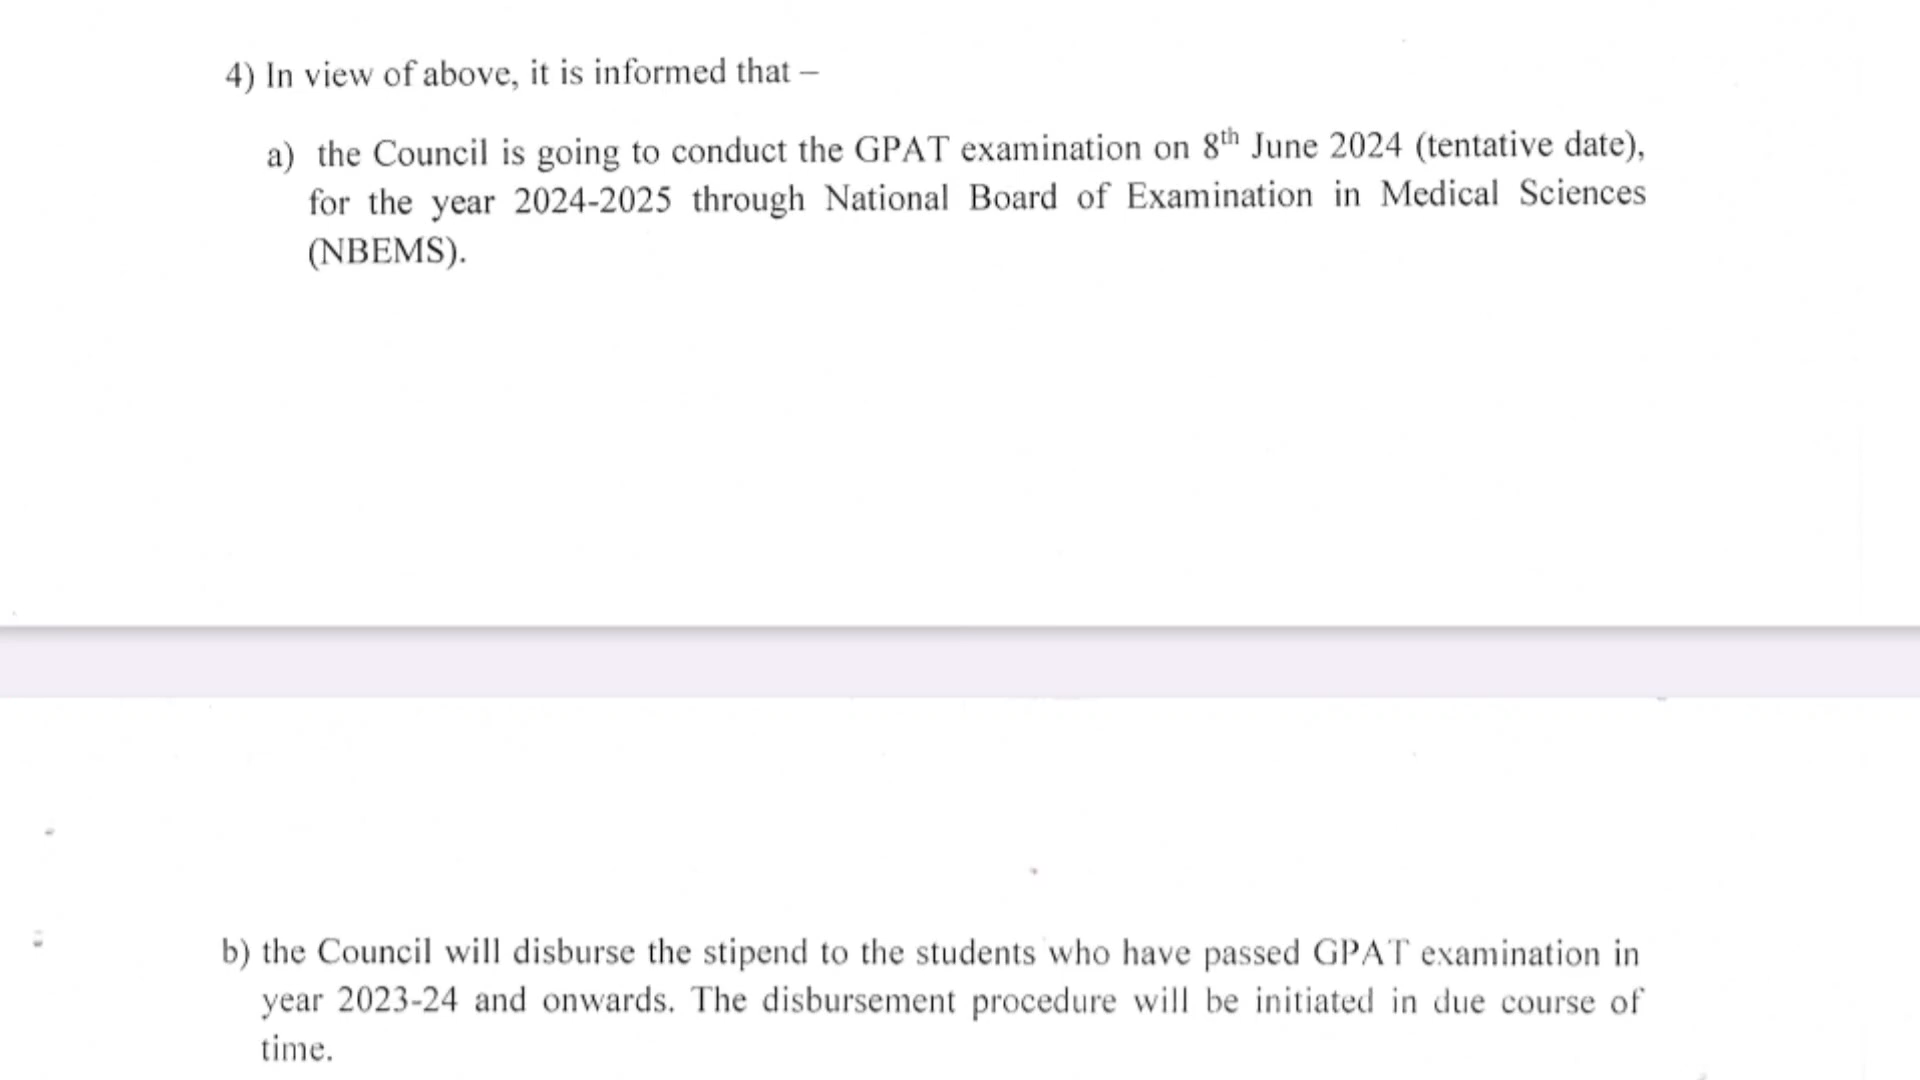 4) In view of above, it is informed that –
a) the Council is going to conduct the GPAT examination on 8th June 2024 (tentative date),
for the year 2024-2025 through National Board of Examination in Medical Sciences
(NBEMS).
b) the Council will disburse the stipend to the students who have passed GPAT examination in
year 2023-24 and onwards. The disbursement procedure will be initiated in due course of
time.